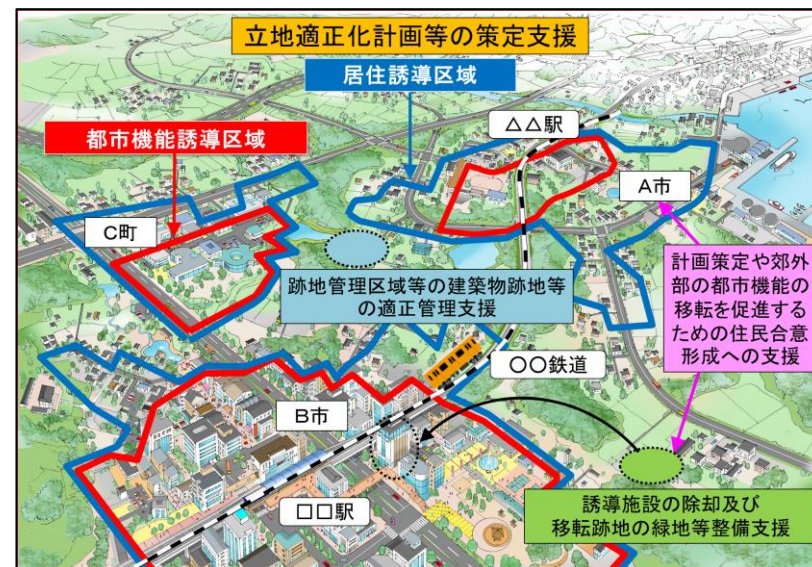 立地適正化計画等の策定支援
居住誘導区域
△△駅
都市機能誘導区域
A市
C町
計画策定や郊外
部の都市機能の
移転を促進する
ための住民合意
形成への支援
跡地管理区域等の建築物跡地等
の適正管理支援
〇〇鉄道
B市
□□駅
誘導施設の除却及び
移転跡地の緑地等整備支援